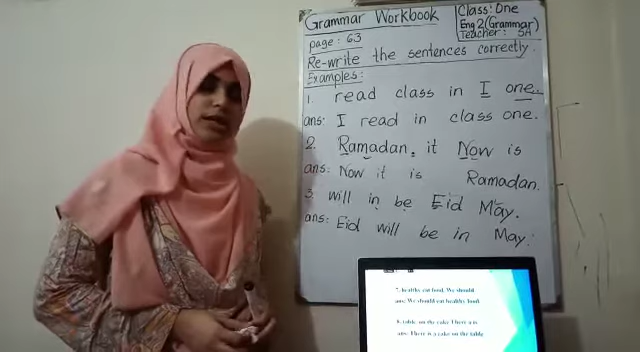 Grammar Workbook
Class: One
Eng 2 (Grammar)
Teacher: SA
page: 63
Re-write the sentences correctly.
Examples:
1. read class in I one.
ans: I read in class one.
2. Ramadan. it Now is
ans: Now it is Ramadan.
3. will in be Eid May.
ans: Eid will be in May.
7. healthy eat food. We should
ans: We should eat healthy food.
8. table on the cake There a is
ans: There is a cake on the table